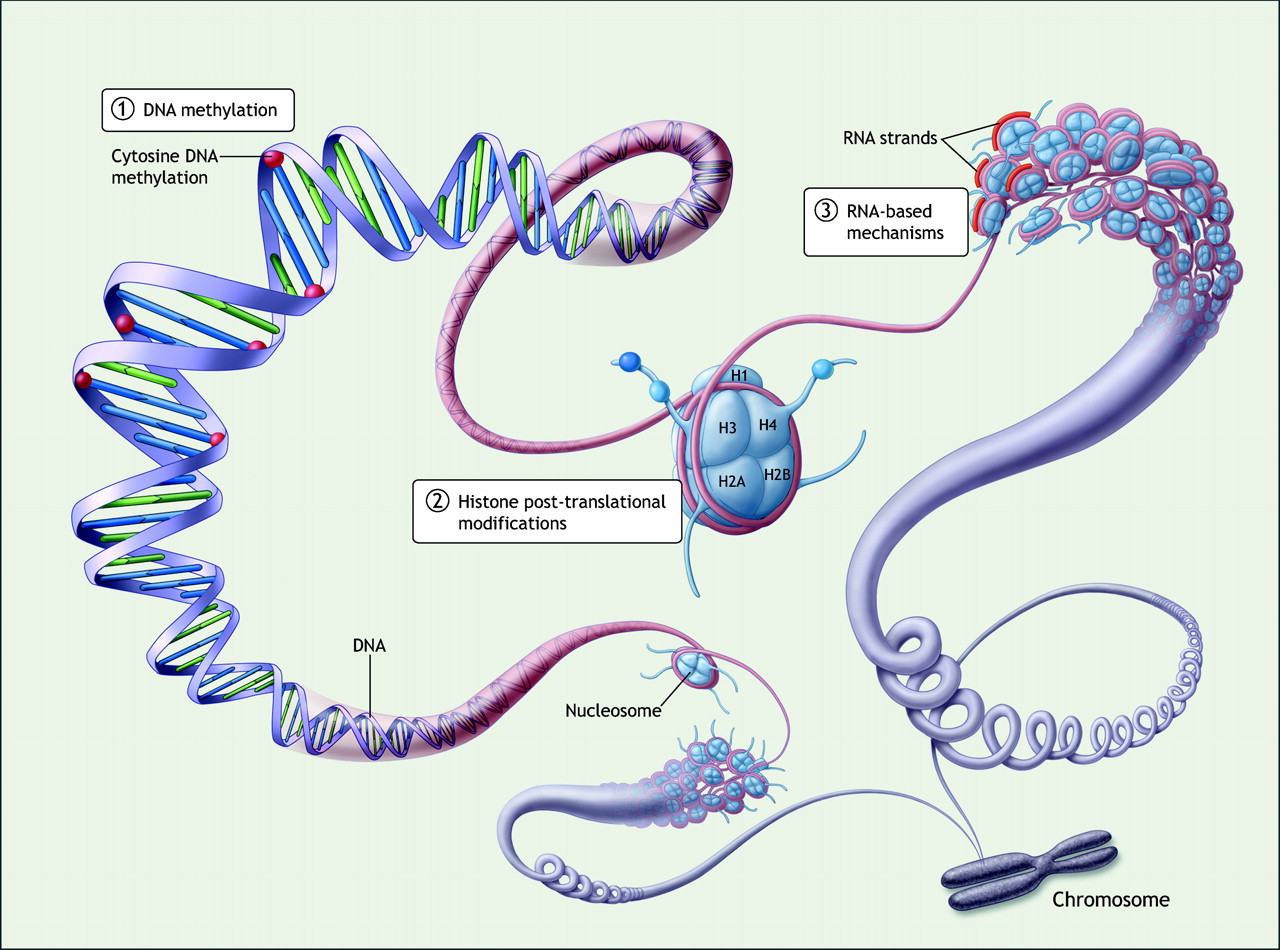 ① DNA methylation
Cytosine DNA
methylation
RNA strands
③ RNA-based
mechanisms
H1
H3
H4
H2A
H2B
② Histone post-translational
modifications
DNA
Nucleosome
Chromosome